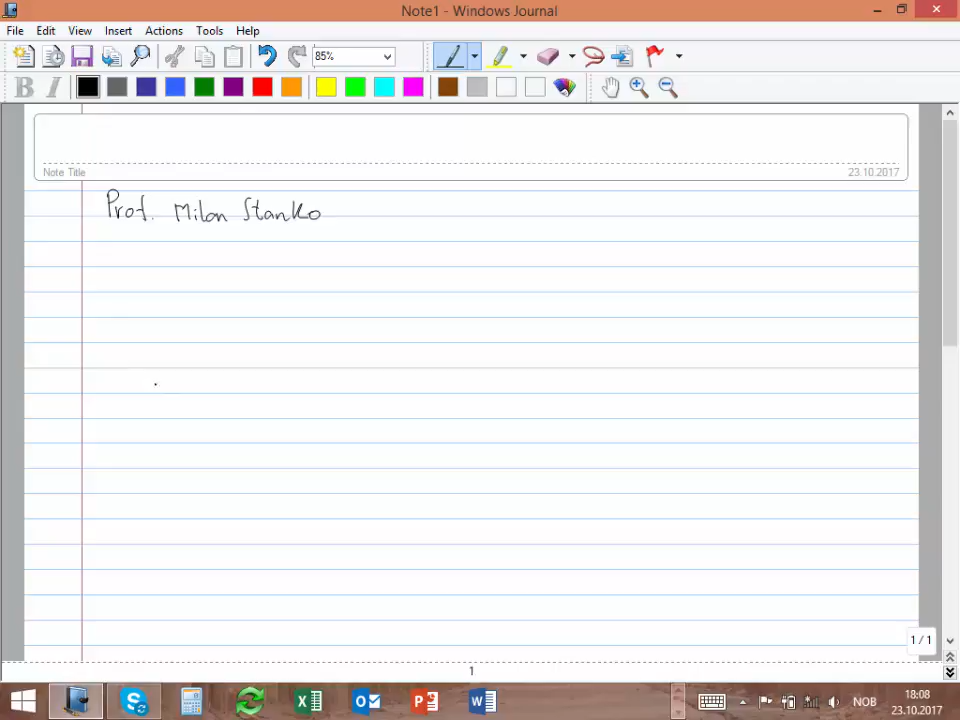 Note1 - Windows Journal
File Edit View Insert Actions Tools Help
85%
B I
Note Title
23.10.2017
Prof. Milan Stanko
1 / 1
1
NOB
18:08
23.10.2017